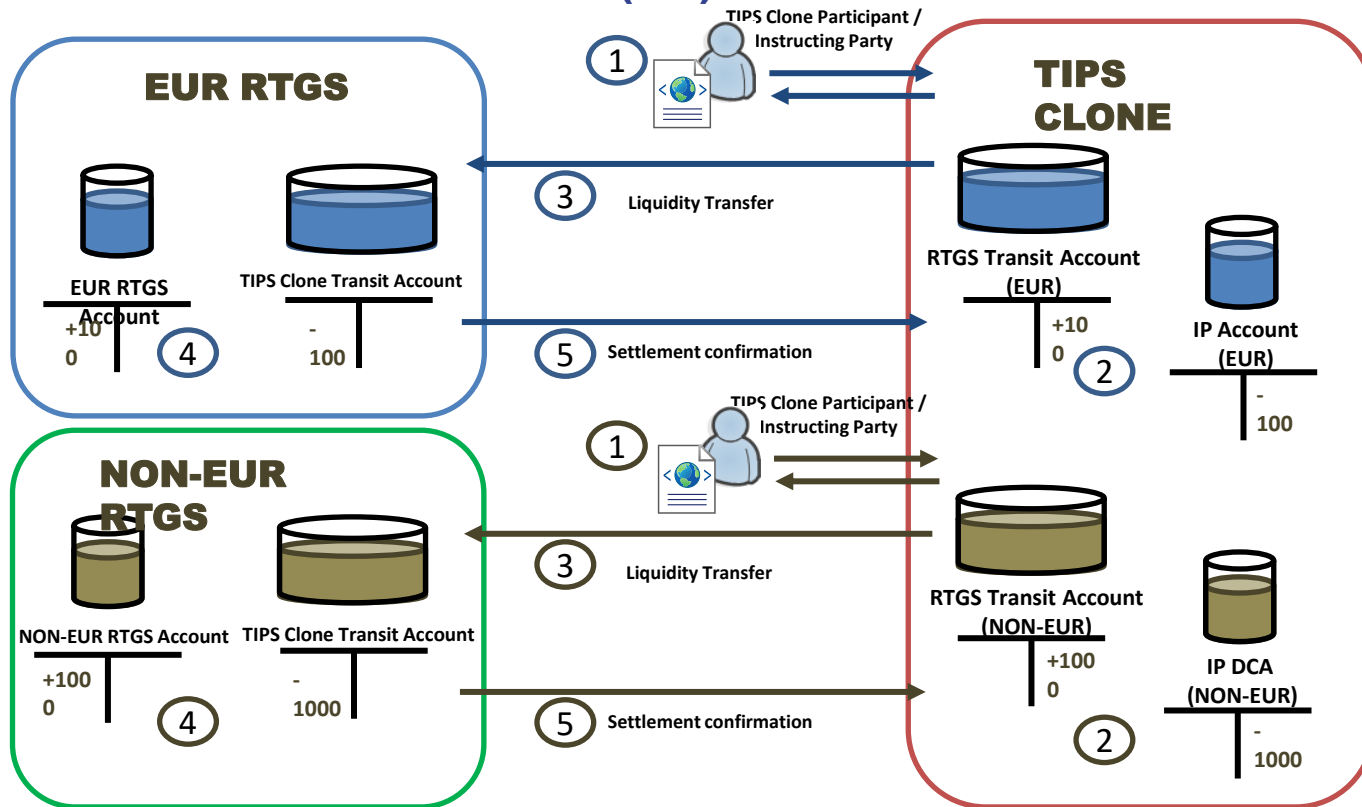 TIPS Clone Participant /
Instructing Party
1
EUR RTGS
TIPS
CLONE
3
Liquidity Transfer
EUR RTGS
Account
TIPS Clone Transit Account
RTGS Transit Account
(EUR)
IP Account
(EUR)
+10
0
4
-
100
5
Settlement confirmation
+10
0
2
-
100
TIPS Clone Participant /
Instructing Party
1
NON-EUR
RTGS
3
Liquidity Transfer
NON-EUR RTGS Account
TIPS Clone Transit Account
RTGS Transit Account
(NON-EUR)
IP DCA
(NON-EUR)
+100
0
4
-
1000
5
Settlement confirmation
+100
0
2
-
1000